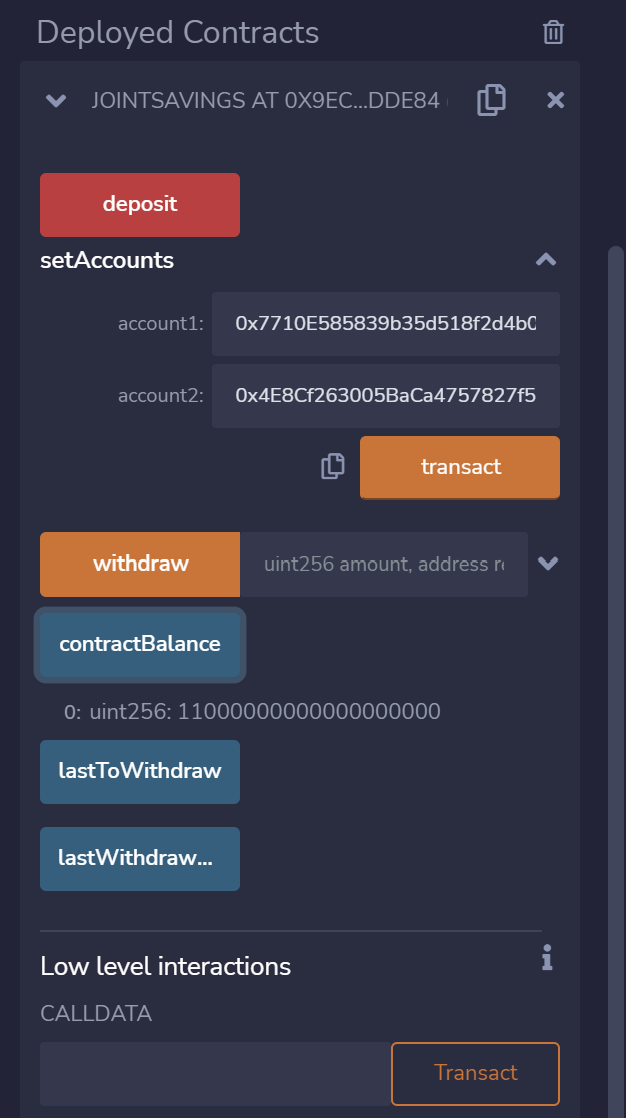 Deployed Contracts
JOINTSAVINGS AT 0X9EC...DDE84 (
deposit
setAccounts
account1: 0x7710E585839b35d518f2d4b0
account2: 0x4E8Cf263005BaCa4757827f5
transact
withdraw uint256 amount, address re
contractBalance
0: uint256: 11000000000000000000
lastToWithdraw
lastWithdraw...
Low level interactions
CALLDATA
Transact